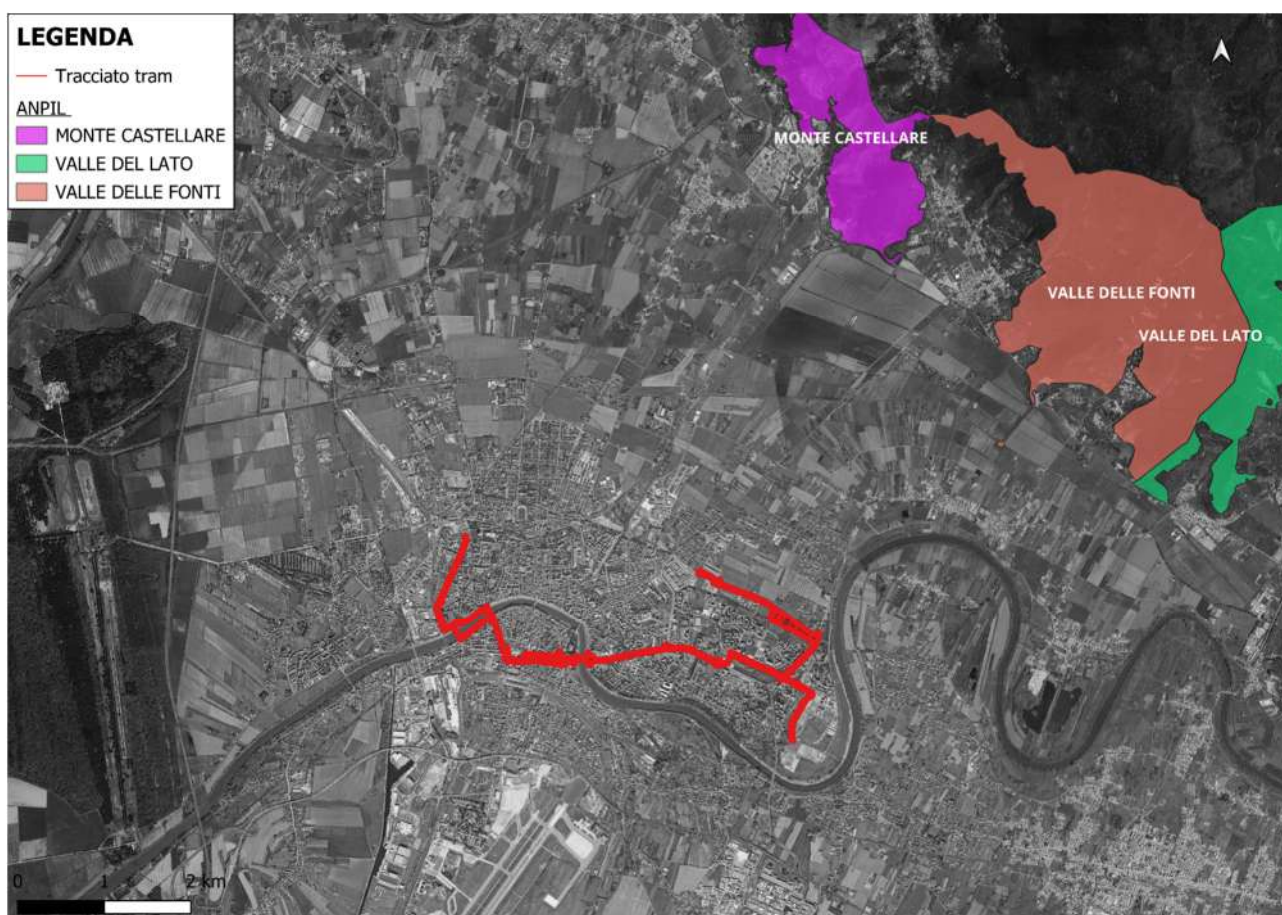 LEGENDA
Tracciato tram
ANPIL
MONTE CASTELLARE
VALLE DEL LATO
VALLE DELLE FONTI
MONTE CASTELLARE
VALLE DELLE FONTI
VALLE DEL LATO
0 1 2 km